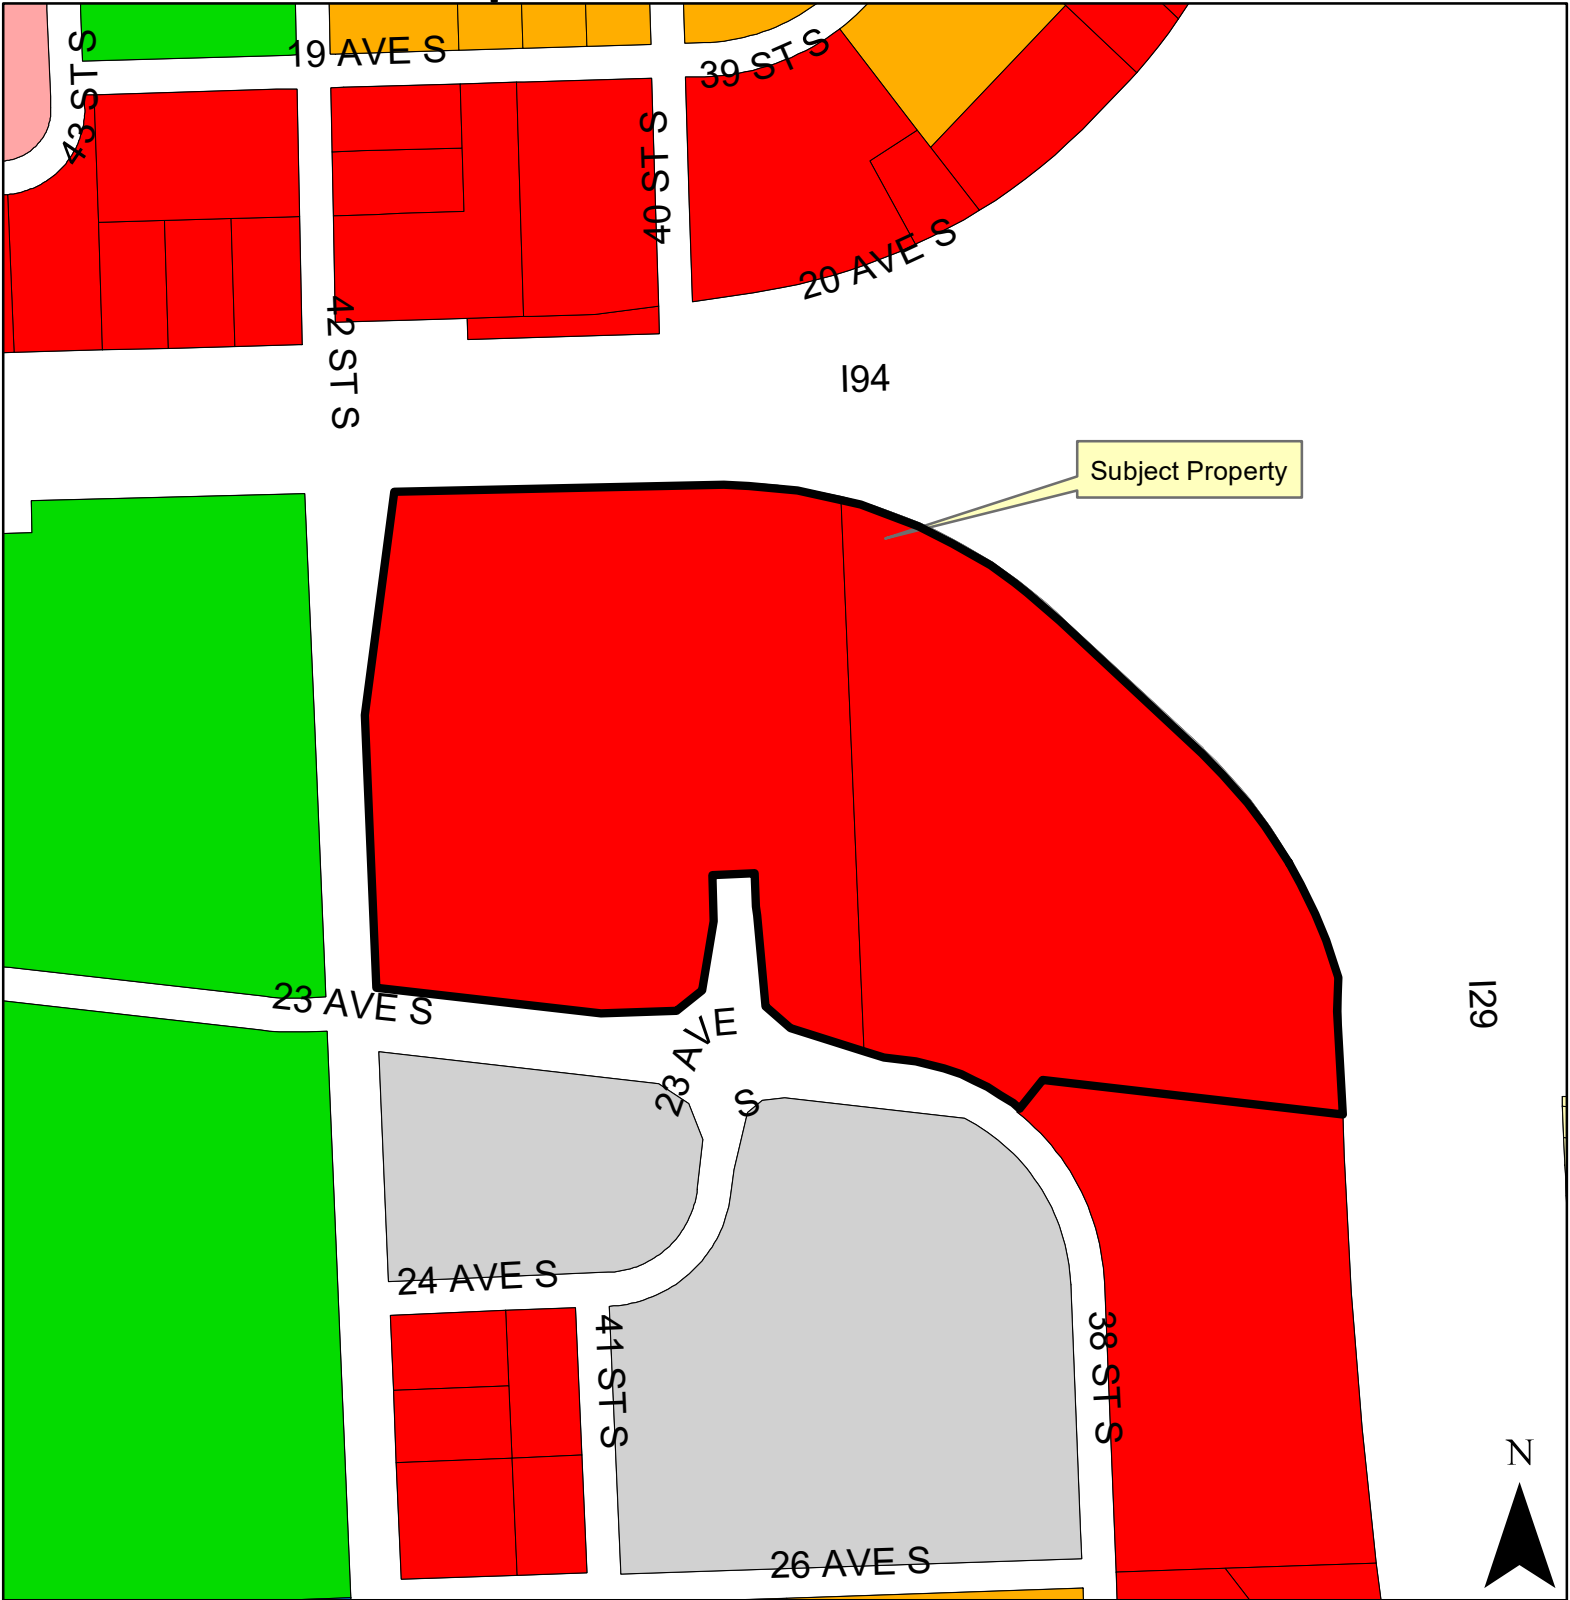 19 AVE S
39 ST S
43 ST S
40 ST S
20 AVE S
42 ST S
I94
Subject Property
23 AVE S
I29
23 AVE
S
24 AVE S
41 ST S
38 ST S
26 AVE S
N